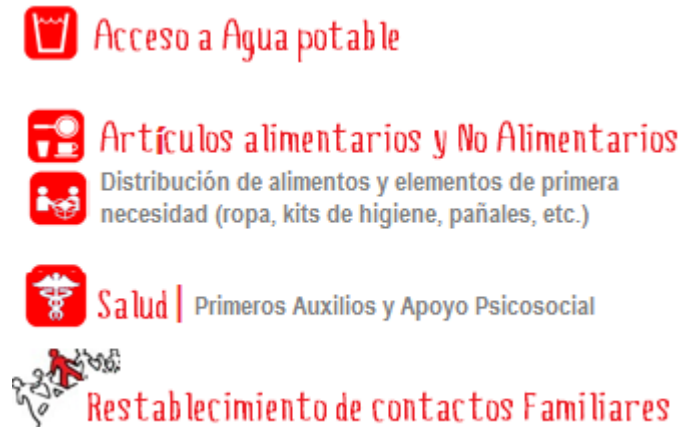 Acceso a Agua potable
Artículos alimentarios y No Alimentarios
Distribución de alimentos y elementos de primera
necesidad (ropa, kits de higiene, pañales, etc.)
Salud | Primeros Auxilios y Apoyo Psicosocial
Restablecimiento de contactos Familiares